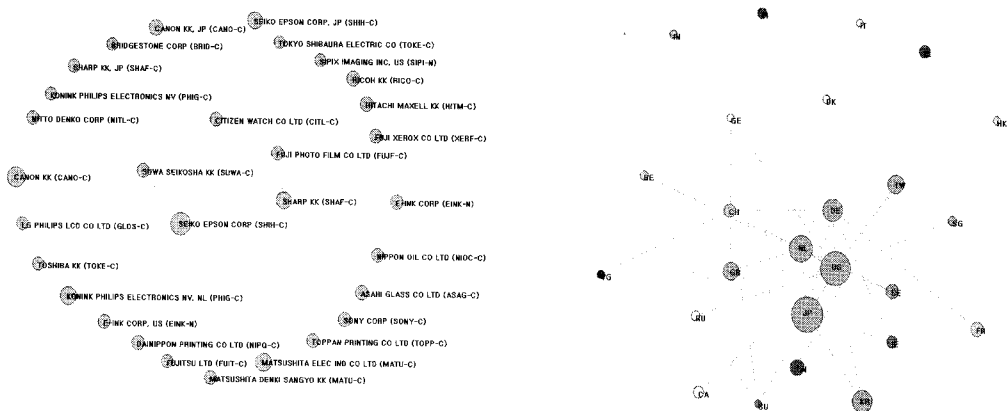 SEIKO EPSON CORP, JP (SHIH-C)
CANON KK, JP (CANO-C)
BRIDGESTONE CORP (BRID-C)
TOKYO SHIBAURA ELECTRIC CO (TOKE-C)
SIPIX IMAGING INC, US (SIPI-N)
SHARP KK, JP (SHAF-C)
RICOH KK (RICO-C)
KONINK PHILIPS ELECTRONICS NV (PHIG-C)
HITACHI MAXELL KK (HITM-C)
NITTO DENKO CORP (NITL-C)
CITIZEN WATCH CO LTD (CITL-C)
FUJI XEROX CO LTD (XERF-C)
FUJI PHOTO FILM CO LTD (FUJF-C)
SUWA SEIKOSHA KK (SUWA-C)
CANON KK (CANO-C)
SHARP KK (SHAF-C)
E-INK CORP (EINK-N)
LG PHILIPS LCD CO LTD (GLDS-C)
SEIKO EPSON CORP (SHIH-C)
NIPPON OIL CO LTD (NIOC-C)
TOSHIBA KK (TOKE-C)
ASAHI GLASS CO LTD (ASAG-C)
KONINK PHILIPS ELECTRONICS NV, NL (PHIG-C)
SONY CORP (SONY-C)
E-INK CORP, US (EINK-N)
TOPPAN PRINTING CO LTD (TOPP-C)
DAINIPPON PRINTING CO LTD (NIPQ-C)
FUJITSU LTD (FUIT-C)
MATSUSHITA ELEC IND CO LTD (MATU-C)
MATSUSHITA DENKI SANGYO KK (MATU-C)
IT
IN
DK
HK
GE
TW
CH
DE
SG
NL
US
GB
JP
RU
FR
CA
KR